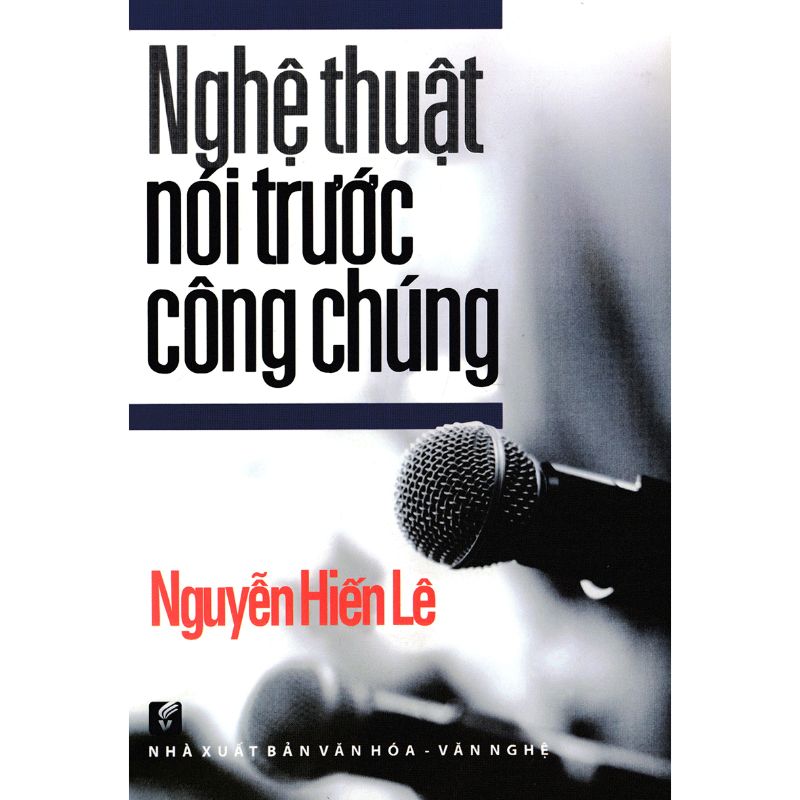 Nghệ thuật
nói trước
công chúng
Nguyễn Hiến Lê
NHÀ XUẤT BẢN VĂN HÓA - VĂN NGHỆ